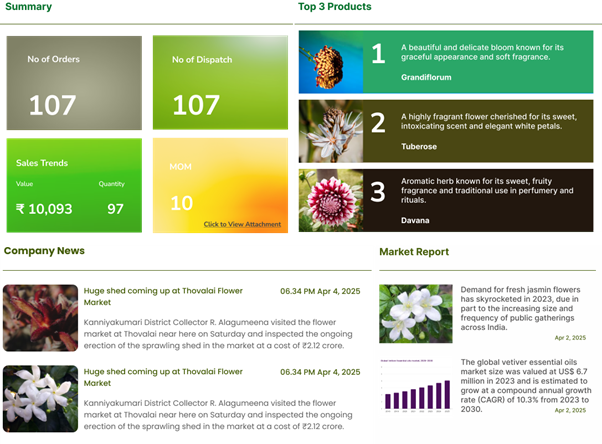 Summary
No of Orders
107
No of Dispatch
107
Sales Trends
Value
Quantity
₹ 10,093
97
MOM
10
Click to View Attachment
Top 3 Products
1
A beautiful and delicate bloom known for its
graceful appearance and soft fragrance.
Grandiflorum
2
A highly fragrant flower cherished for its sweet,
intoxicating scent and elegant white petals.
Tuberose
3
Aromatic herb known for its sweet, fruity
fragrance and traditional use in perfumery and
rituals.
Davana
Company News
Huge shed coming up at Thovalai Flower
Market
06.34 PM Apr 4, 2025
Kanniyakumari District Collector R. Alagumeena visited the flower
market at Thovalai near here on Saturday and inspected the ongoing
erection of the sprawling shed in the market at a cost of ₹2.12 crore.
Huge shed coming up at Thovalai Flower
Market
06.34 PM Apr 4, 2025
Kanniyakumari District Collector R. Alagumeena visited the flower
market at Thovalai near here on Saturday and inspected the ongoing
erection of the sprawling shed in the market at a cost of ₹2.12 crore.
Market Report
Demand for fresh jasmin flowers
has skyrocketed in 2023, due in
part to the increasing size and
frequency of public gatherings
across India.
Apr 2, 2025
The global vetiver essential oils
market size was valued at US$ 6.7
million in 2023 and is estimated to
grow at a compound annual growth
rate (CAGR) of 10.3% from 2023 to
2030.
Apr 2, 2025